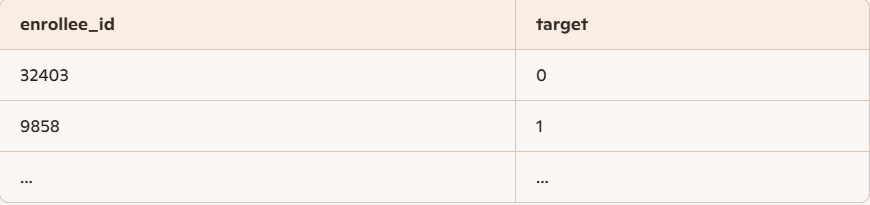 enrollee_id target
32403 0
9858 1
... ...